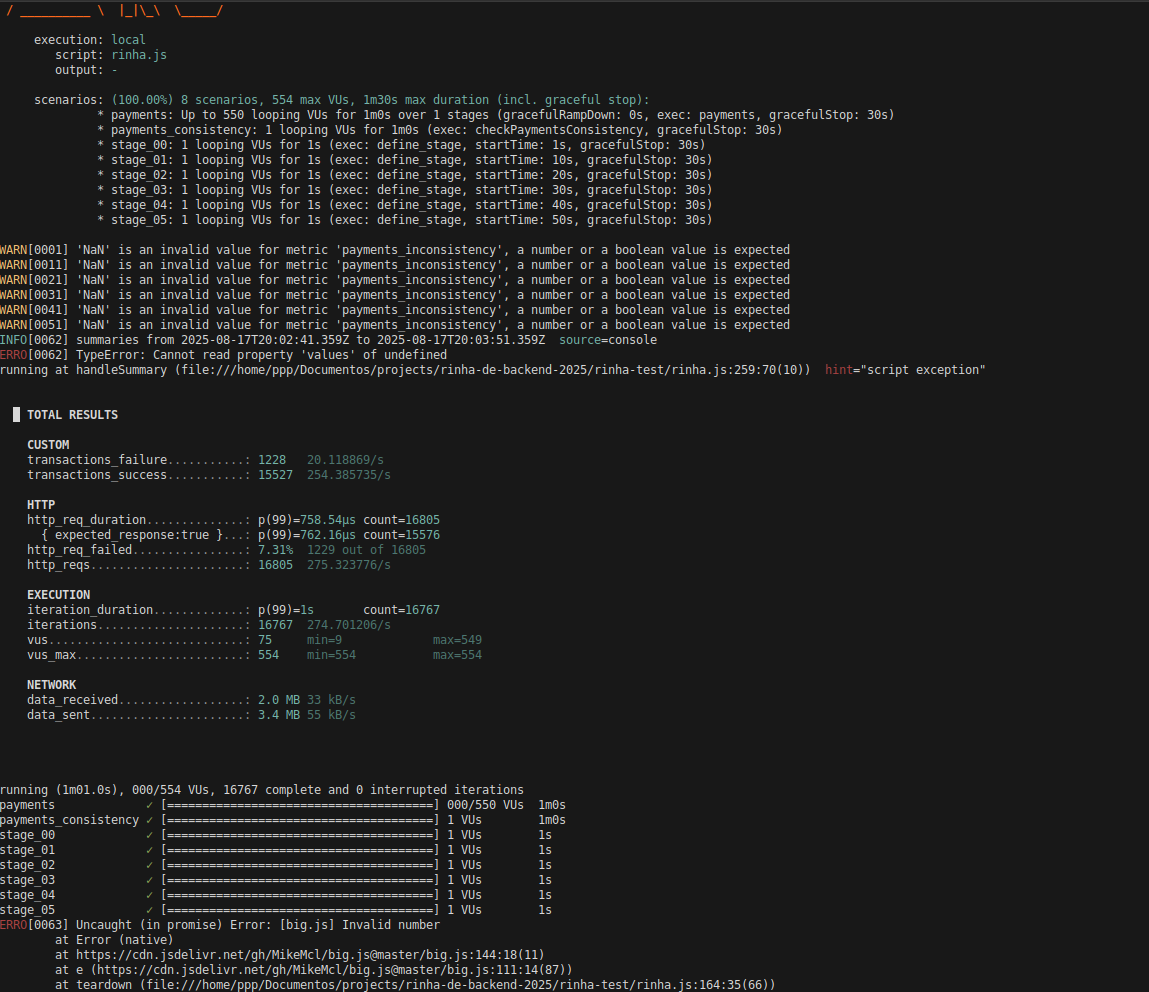 / __________ \  |_|\_\  \_____/
execution: local
script: rinha.js
output: -
scenarios: (100.00%) 8 scenarios, 554 max VUs, 1m30s max duration (incl. graceful stop):
* payments: Up to 550 looping VUs for 1m0s over 1 stages (gracefulRampDown: 0s, exec: payments, gracefulStop: 30s)
* payments_consistency: 1 looping VUs for 1m0s (exec: checkPaymentsConsistency, gracefulStop: 30s)
* stage_00: 1 looping VUs for 1s (exec: define_stage, startTime: 1s, gracefulStop: 30s)
* stage_01: 1 looping VUs for 1s (exec: define_stage, startTime: 10s, gracefulStop: 30s)
* stage_02: 1 looping VUs for 1s (exec: define_stage, startTime: 20s, gracefulStop: 30s)
* stage_03: 1 looping VUs for 1s (exec: define_stage, startTime: 30s, gracefulStop: 30s)
* stage_04: 1 looping VUs for 1s (exec: define_stage, startTime: 40s, gracefulStop: 30s)
* stage_05: 1 looping VUs for 1s (exec: define_stage, startTime: 50s, gracefulStop: 30s)
WARN[0001] 'NaN' is an invalid value for metric 'payments_inconsistency', a number or a boolean value is expected
WARN[0011] 'NaN' is an invalid value for metric 'payments_inconsistency', a number or a boolean value is expected
WARN[0021] 'NaN' is an invalid value for metric 'payments_inconsistency', a number or a boolean value is expected
WARN[0031] 'NaN' is an invalid value for metric 'payments_inconsistency', a number or a boolean value is expected
WARN[0041] 'NaN' is an invalid value for metric 'payments_inconsistency', a number or a boolean value is expected
WARN[0051] 'NaN' is an invalid value for metric 'payments_inconsistency', a number or a boolean value is expected
INFO[0062] summaries from 2025-08-17T20:02:41.359Z to 2025-08-17T20:03:51.359Z  source=console
ERRO[0062] TypeError: Cannot read property 'values' of undefined
running at handleSummary (file:///home/ppp/Documentos/projects/rinha-de-backend-2025/rinha-test/rinha.js:259:70(10))  hint="script exception"
█ TOTAL RESULTS
CUSTOM
transactions_failure...........: 1228   20.118869/s
transactions_success...........: 15527  254.385735/s
HTTP
http_req_duration..............: p(99)=758.54µs count=16805
{ expected_response:true }...: p(99)=762.16µs count=15576
http_req_failed................: 7.31%  1229 out of 16805
http_reqs......................: 16805  275.323776/s
EXECUTION
iteration_duration.............: p(99)=1s       count=16767
iterations.....................: 16767  274.701206/s
vus............................: 75     min=9             max=549
vus_max........................: 554    min=554           max=554
NETWORK
data_received..................: 2.0 MB 33 kB/s
data_sent......................: 3.4 MB 55 kB/s
running (1m01.0s), 000/554 VUs, 16767 complete and 0 interrupted iterations
payments             ✓ [======================================] 000/550 VUs  1m0s
payments_consistency ✓ [======================================] 1 VUs        1m0s
stage_00             ✓ [======================================] 1 VUs        1s
stage_01             ✓ [======================================] 1 VUs        1s
stage_02             ✓ [======================================] 1 VUs        1s
stage_03             ✓ [======================================] 1 VUs        1s
stage_04             ✓ [======================================] 1 VUs        1s
stage_05             ✓ [======================================] 1 VUs        1s
ERRO[0063] Uncaught (in promise) Error: [big.js] Invalid number
at Error (native)
at https://cdn.jsdelivr.net/gh/MikeMcl/big.js@master/big.js:144:18(11)
at e (https://cdn.jsdelivr.net/gh/MikeMcl/big.js@master/big.js:111:14(87))
at teardown (file:///home/ppp/Documentos/projects/rinha-de-backend-2025/rinha-test/rinha.js:164:35(66))